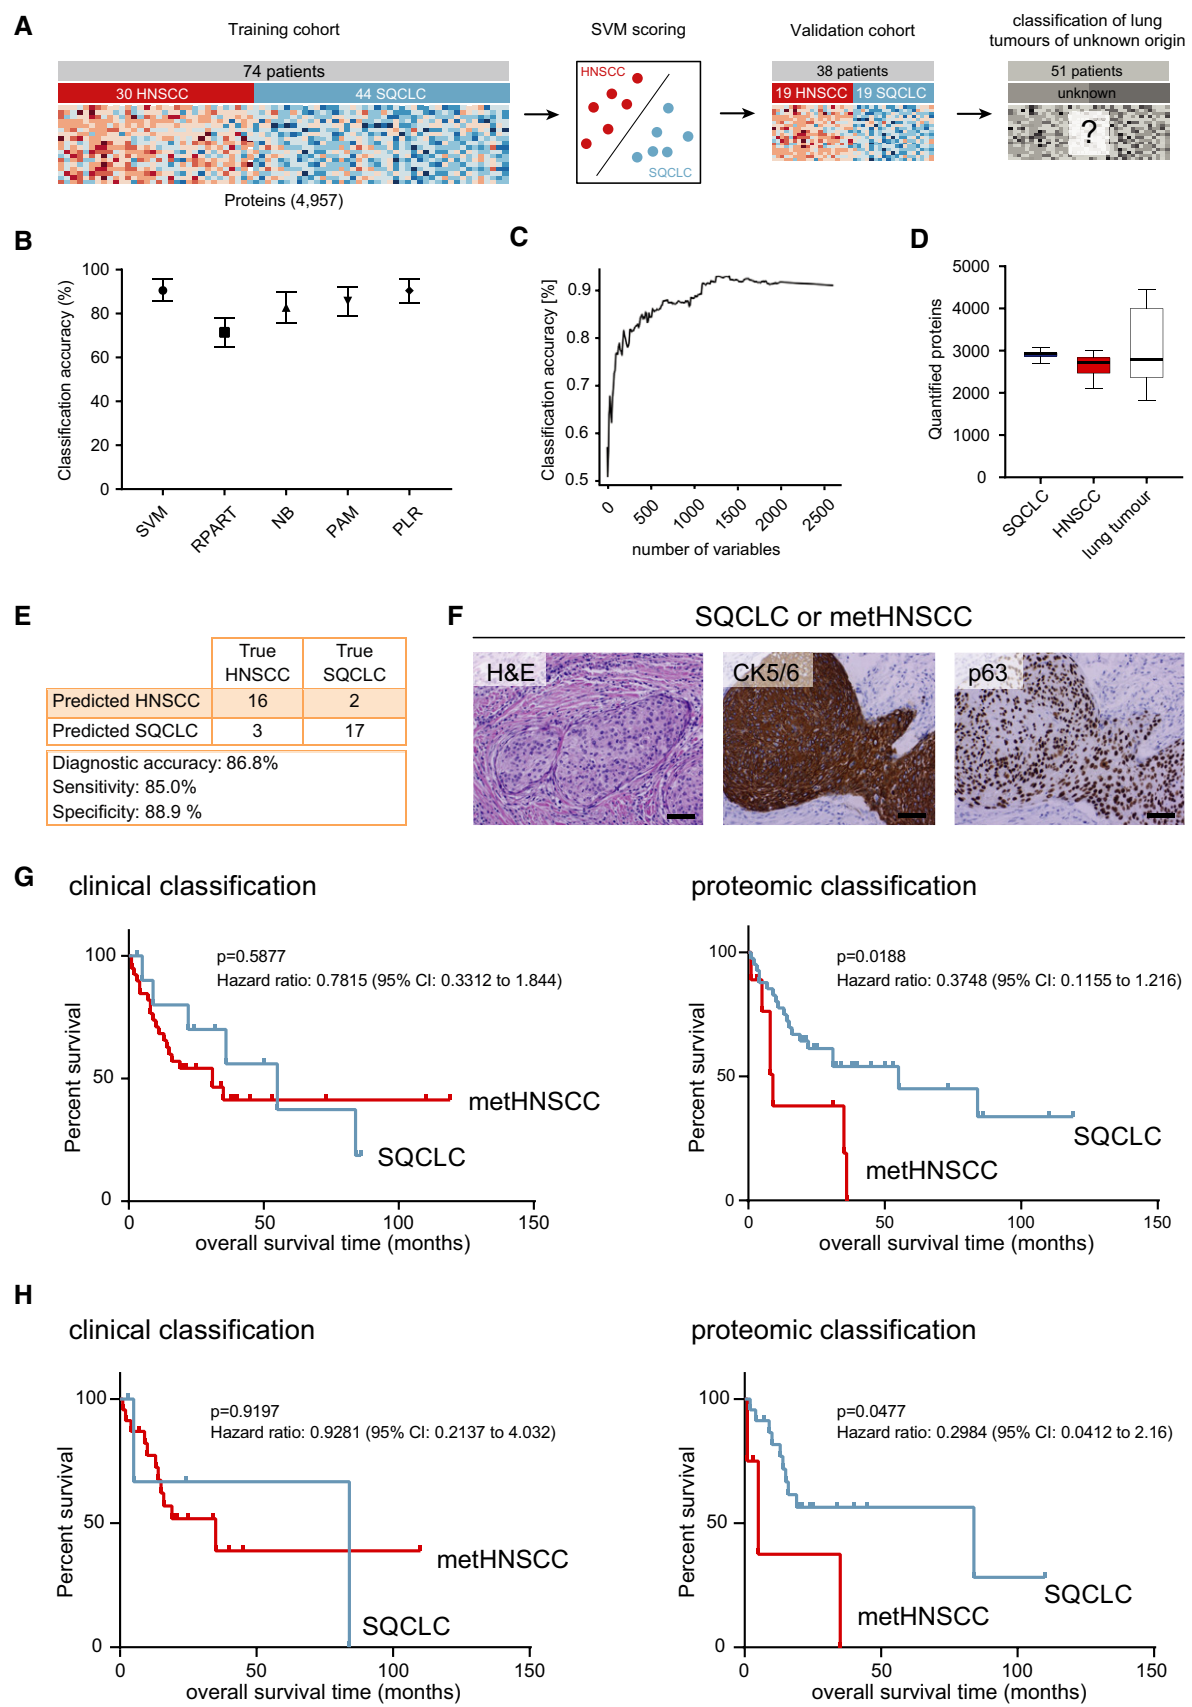 A
Training cohort
74 patients
30 HNSCC
44 SQCLC
Proteins (4,957)
SVM scoring
HNSCC
SQCLC
Validation cohort
38 patients
19 HNSCC
19 SQCLC
classification of lung
tumours of unknown origin
51 patients
unknown
?
B
Classification accuracy (%)
100
80
60
40
20
0
SVM
RPART
NB
PAM
PLR
C
Classification accuracy [%]
0.9
0.8
0.7
0.6
0.5
0
500
1000
1500
2000
2500
number of variables
D
Quantified proteins
5000
4000
3000
2000
1000
0
SQCLC
HNSCC
lung tumour
E
True
HNSCC
True
SQCLC
Predicted HNSCC
16
2
Predicted SQCLC
3
17
Diagnostic accuracy: 86.8%
Sensitivity: 85.0%
Specificity: 88.9 %
F
SQCLC or metHNSCC
H&E
CK5/6
p63
G
clinical classification
Percent survival
100
50
0
p=0.5877
Hazard ratio: 0.7815 (95% CI: 0.3312 to 1.844)
metHNSCC
SQCLC
0
50
100
150
overall survival time (months)
proteomic classification
Percent survival
100
50
0
p=0.0188
Hazard ratio: 0.3748 (95% CI: 0.1155 to 1.216)
SQCLC
metHNSCC
0
50
100
150
overall survival time (months)
H
clinical classification
Percent survival
100
50
0
p=0.9197
Hazard ratio: 0.9281 (95% CI: 0.2137 to 4.032)
metHNSCC
SQCLC
0
50
100
150
overall survival time (months)
proteomic classification
Percent survival
100
50
0
p=0.0477
Hazard ratio: 0.2984 (95% CI: 0.0412 to 2.16)
SQCLC
metHNSCC
0
50
100
150
overall survival time (months)